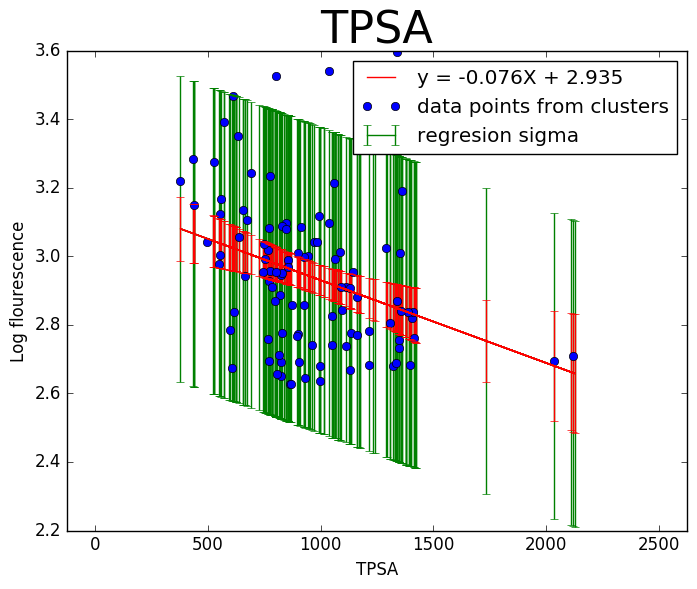 TPSA
y = -0.076X + 2.935
data points from clusters
regresion sigma
Log flourescence
3.6
3.4
3.2
3.0
2.8
2.6
2.4
2.2
0 500 1000 1500 2000 2500
TPSA